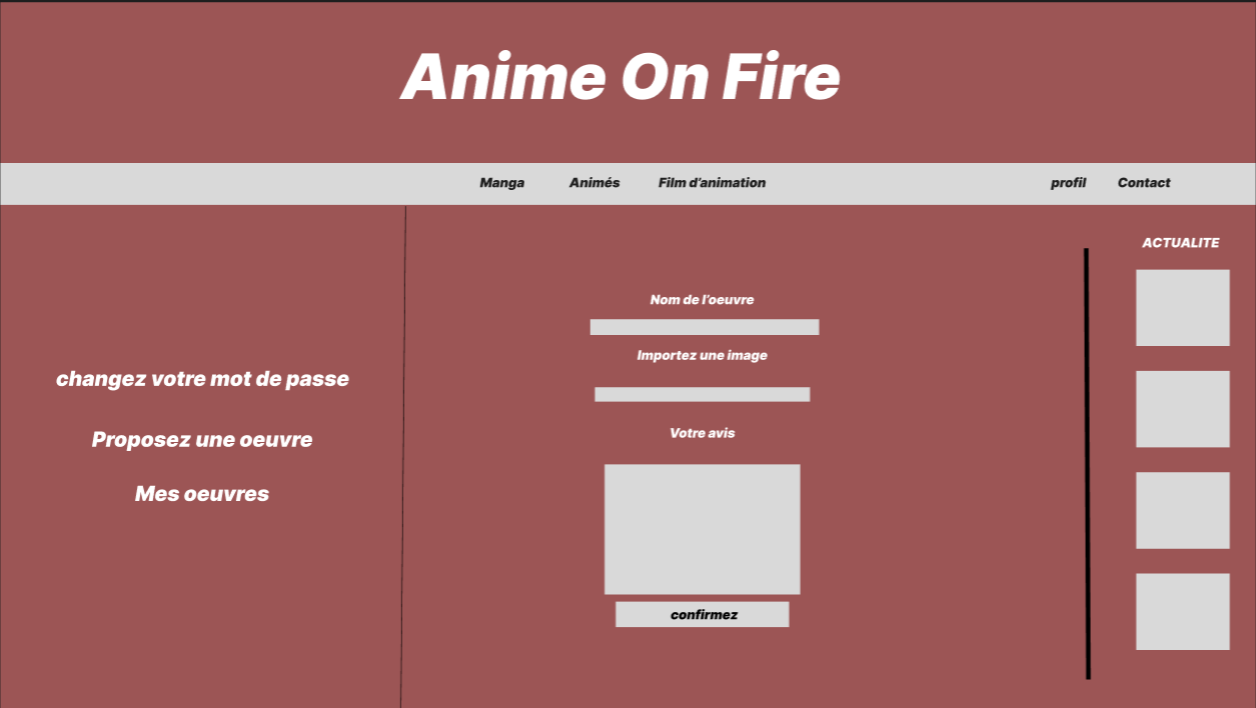 Anime On Fire
Manga Animés Film d'animation profil Contact
changez votre mot de passe
Proposez une oeuvre
Mes oeuvres
Nom de l'oeuvre
Importez une image
Votre avis
confirmez
ACTUALITE